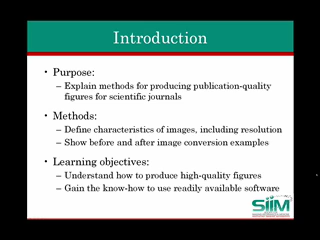 Introduction
• Purpose:
– Explain methods for producing publication-quality
figures for scientific journals
• Methods:
– Define characteristics of images, including resolution
– Show before and after image conversion examples
• Learning objectives:
– Understand how to produce high-quality figures
– Gain the know-how to use readily available software
SIIM